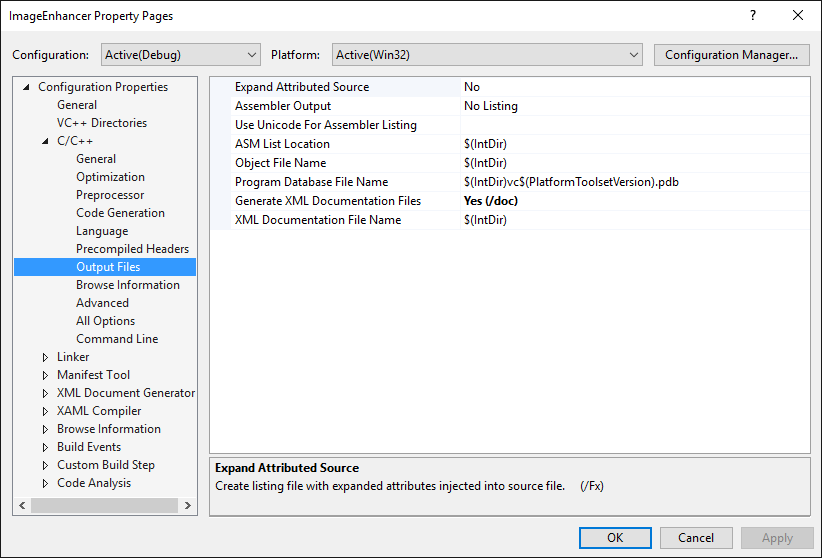 ImageEnhancer Property Pages
?
Configuration: Active(Debug) Platform: Active(Win32) Configuration Manager...
Configuration Properties
General
VC++ Directories
C/C++
General
Optimization
Preprocessor
Code Generation
Language
Precompiled Headers
Output Files
Browse Information
Advanced
All Options
Command Line
Linker
Manifest Tool
XML Document Generator
XAML Compiler
Browse Information
Build Events
Custom Build Step
Code Analysis
Expand Attributed Source No
Assembler Output No Listing
Use Unicode For Assembler Listing
ASM List Location $(IntDir)
Object File Name $(IntDir)
Program Database File Name $(IntDir)vc$(PlatformToolsetVersion).pdb
Generate XML Documentation Files Yes (/doc)
XML Documentation File Name $(IntDir)
Expand Attributed Source
Create listing file with expanded attributes injected into source file. (/Fx)
OK Cancel Apply